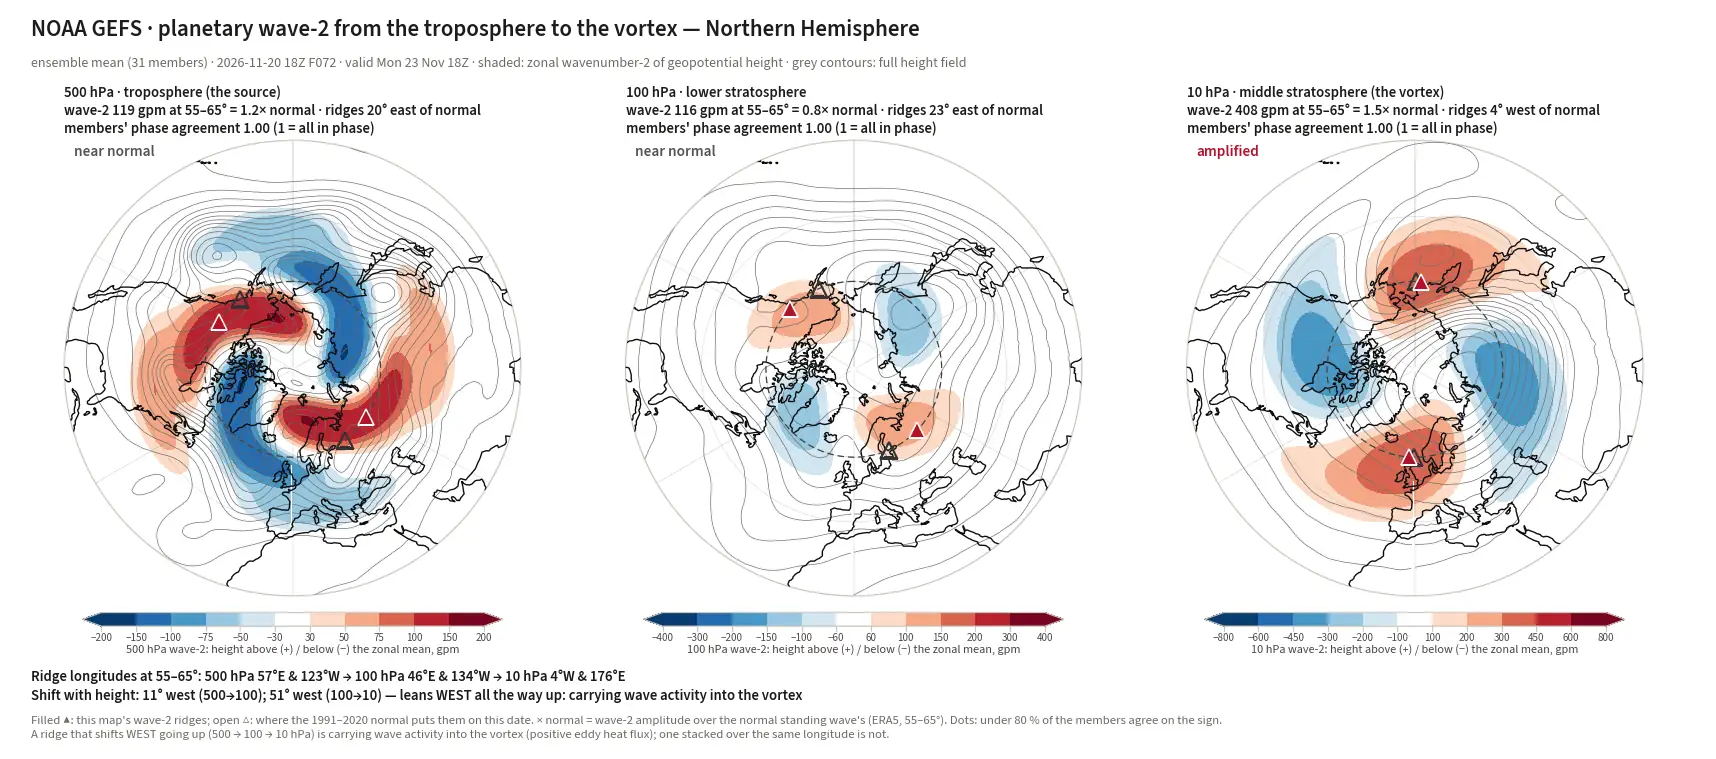 NOAA GEFS · planetary wave-2 from the troposphere to the vortex — Northern Hemisphere
ensemble mean (31 members) · 2026-11-20 18Z F072 · valid Mon 23 Nov 18Z · shaded: zonal wavenumber-2 of geopotential height · grey contours: full height field
500 hPa · troposphere (the source)
wave-2 119 gpm at 55–65° = 1.2× normal · ridges 20° east of normal
members' phase agreement 1.00 (1 = all in phase)
near normal
100 hPa · lower stratosphere
wave-2 116 gpm at 55–65° = 0.8× normal · ridges 23° east of normal
members' phase agreement 1.00 (1 = all in phase)
near normal
10 hPa · middle stratosphere (the vortex)
wave-2 408 gpm at 55–65° = 1.5× normal · ridges 4° west of normal
members' phase agreement 1.00 (1 = all in phase)
amplified
−200 −150 −100 −75 −50 −30 30 50 75 100 150 200
500 hPa wave-2: height above (+) / below (−) the zonal mean, gpm
−400 −300 −200 −150 −100 −60 60 100 150 200 300 400
100 hPa wave-2: height above (+) / below (−) the zonal mean, gpm
−800 −600 −450 −300 −200 −100 100 200 300 450 600 800
10 hPa wave-2: height above (+) / below (−) the zonal mean, gpm
Ridge longitudes at 55–65°: 500 hPa 57°E & 123°W → 100 hPa 46°E & 134°W → 10 hPa 4°W & 176°E
Shift with height: 11° west (500→100); 51° west (100→10) — leans WEST all the way up: carrying wave activity into the vortex
Filled ▲: this map's wave-2 ridges; open △: where the 1991–2020 normal puts them on this date. × normal = wave-2 amplitude over the normal standing wave's (ERA5, 55–65°). Dots: under 80 % of the members agree on the sign.
A ridge that shifts WEST going up (500 → 100 → 10 hPa) is carrying wave activity into the vortex (positive eddy heat flux); one stacked over the same longitude is not.